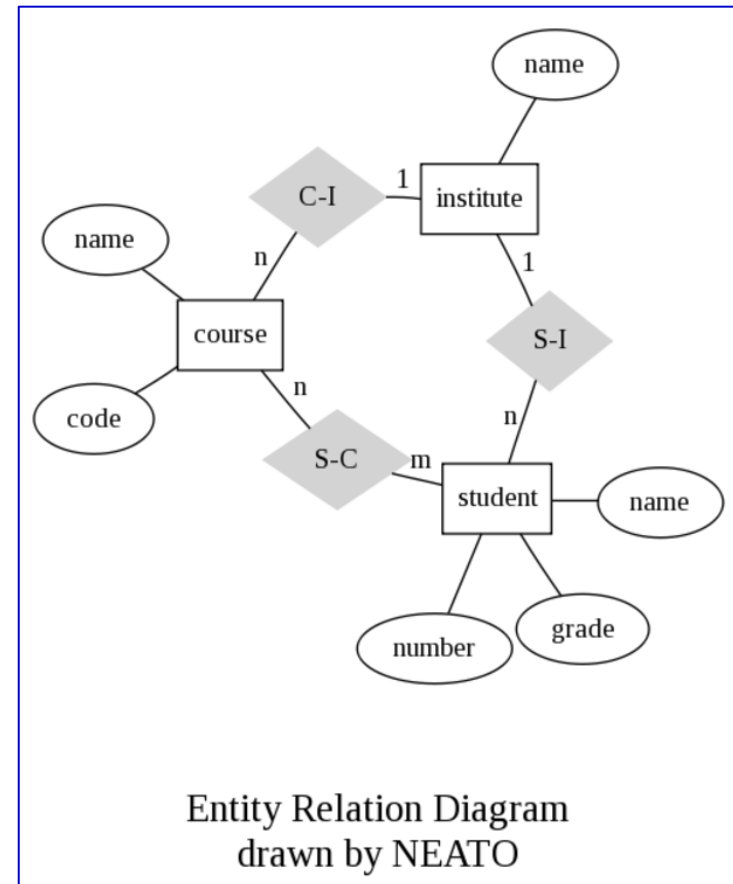 name
C-I
1
institute
name
n
1
course
S-I
n
code
n
S-C
m
student
name
number
grade
Entity Relation Diagram
drawn by NEATO